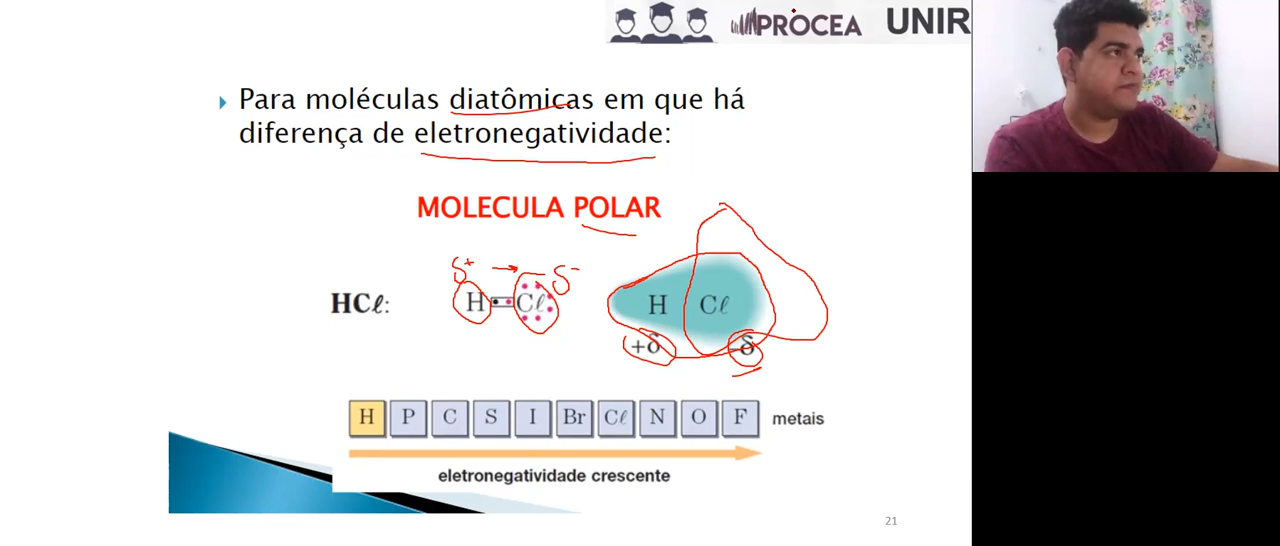 PROCEA UNIR
Para moléculas diatômicas em que há
diferença de eletronegatividade:
MOLECULA POLAR
δ+ → δ-
HCℓ: H Cℓ H Cℓ
+δ -δ
H P C S I Br Cℓ N O F metais
eletronegatividade crescente
21